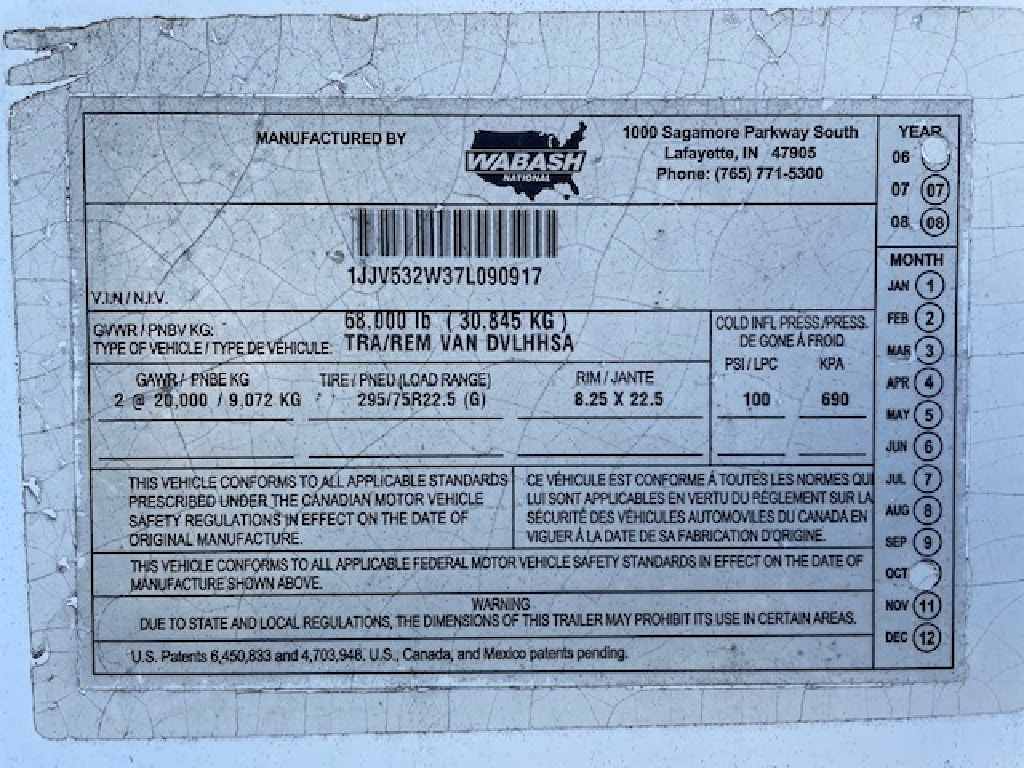 MANUFACTURED BY
WABASH
NATIONAL
1000 Sagamore Parkway South
Lafayette, IN 47905
Phone: (765) 771-5300
YEAR
06
07 07
08 08
1JJV532W37L090917
V.I.N / N.I.V.
GVWR / PNBV KG: 68,000 lb ( 30,845 KG )
TYPE OF VEHICLE / TYPE DE VÉHICULE: TRA/REM VAN DVLHHSA
COLD INFL PRESS./PRESS.
DE GONE À FROID
PSI / LPC KPA
GAWR / PNBE KG TIRE / PNEU (LOAD RANGE) RIM / JANTE
2 @ 20,000 / 9,072 KG 295/75R22.5 (G) 8.25 X 22.5 100 690
MONTH
JAN 1
FEB 2
MAR 3
APR 4
MAY 5
JUN 6
JUL 7
AUG 8
SEP 9
OCT
NOV 11
DEC 12
THIS VEHICLE CONFORMS TO ALL APPLICABLE STANDARDS
PRESCRIBED UNDER THE CANADIAN MOTOR VEHICLE
SAFETY REGULATIONS IN EFFECT ON THE DATE OF
ORIGINAL MANUFACTURE.
CE VÉHICULE EST CONFORME À TOUTES LES NORMES QUI
LUI SONT APPLICABLES EN VERTU DU RÈGLEMENT SUR LA
SÉCURITÉ DES VÉHICULES AUTOMOVILES DU CANADA EN
VIGUER À LA DATE DE SA FABRICATION D'ORIGINE.
THIS VEHICLE CONFORMS TO ALL APPLICABLE FEDERAL MOTOR VEHICLE SAFETY STANDARDS IN EFFECT ON THE DATE OF
MANUFACTURE SHOWN ABOVE.
WARNING
DUE TO STATE AND LOCAL REGULATIONS, THE DIMENSIONS OF THIS TRAILER MAY PROHIBIT ITS USE IN CERTAIN AREAS.
U.S. Patents 6,450,833 and 4,703,948. U.S., Canada, and Mexico patents pending.